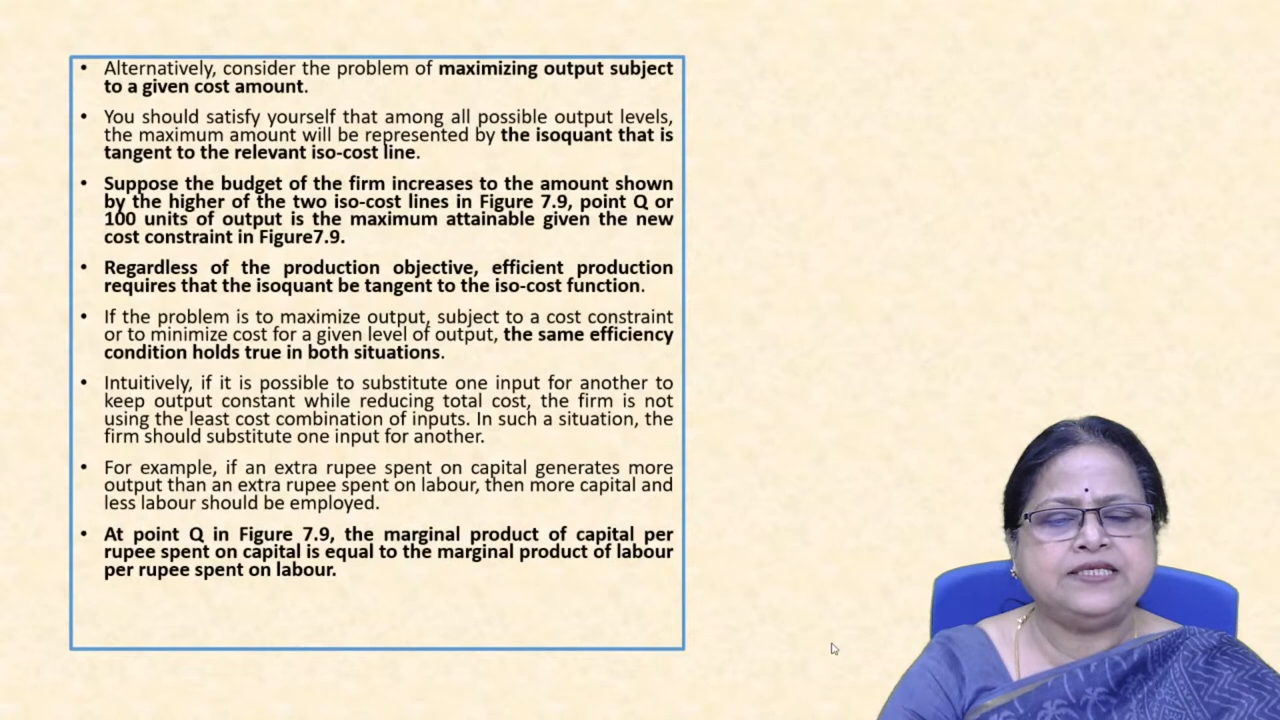 • Alternatively, consider the problem of maximizing output subject
to a given cost amount.
• You should satisfy yourself that among all possible output levels,
the maximum amount will be represented by the isoquant that is
tangent to the relevant iso-cost line.
• Suppose the budget of the firm increases to the amount shown
by the higher of the two iso-cost lines in Figure 7.9, point Q or
100 units of output is the maximum attainable given the new
cost constraint in Figure7.9.
• Regardless of the production objective, efficient production
requires that the isoquant be tangent to the iso-cost function.
• If the problem is to maximize output, subject to a cost constraint
or to minimize cost for a given level of output, the same efficiency
condition holds true in both situations.
• Intuitively, if it is possible to substitute one input for another to
keep output constant while reducing total cost, the firm is not
using the least cost combination of inputs. In such a situation, the
firm should substitute one input for another.
• For example, if an extra rupee spent on capital generates more
output than an extra rupee spent on labour, then more capital and
less labour should be employed.
• At point Q in Figure 7.9, the marginal product of capital per
rupee spent on capital is equal to the marginal product of labour
per rupee spent on labour.